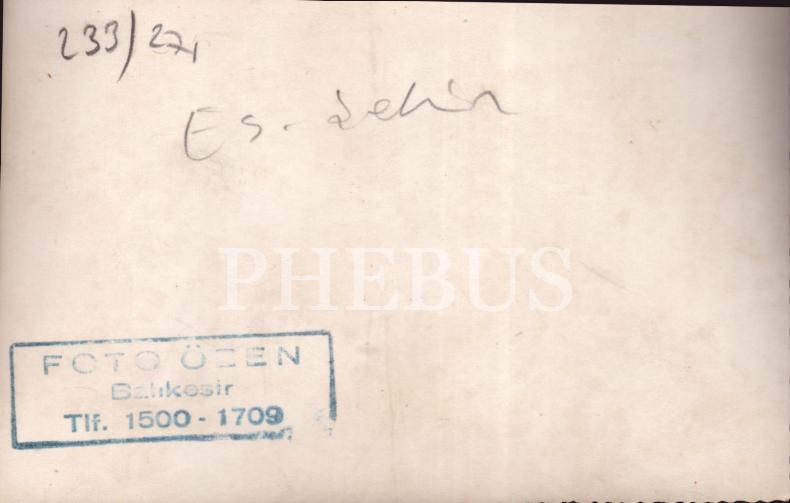 233/271
Es-şehir
PHEBUS
FOTO ÖZEN
Balıkesir
Tlf. 1500 - 1709